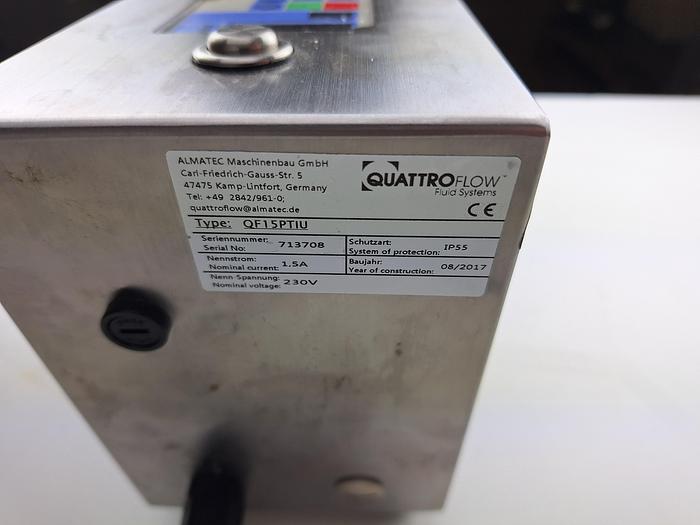 ALMATEC Maschinenbau GmbH
Carl-Friedrich-Gauss-Str. 5
47475 Kamp-Lintfort, Germany
Tel: +49 2842/961-0;
quattroflow@almatec.de
QUATTROFLOW™
Fluid Systems
CE
Type: QF15PTIU
Seriennummer:
Serial No: 713708
Schutzart:
System of protection: IP55
Nennstrom:
Nominal current: 1,5A
Baujahr:
Year of construction: 08/2017
Nenn-Spannung:
Nominal voltage: 230V